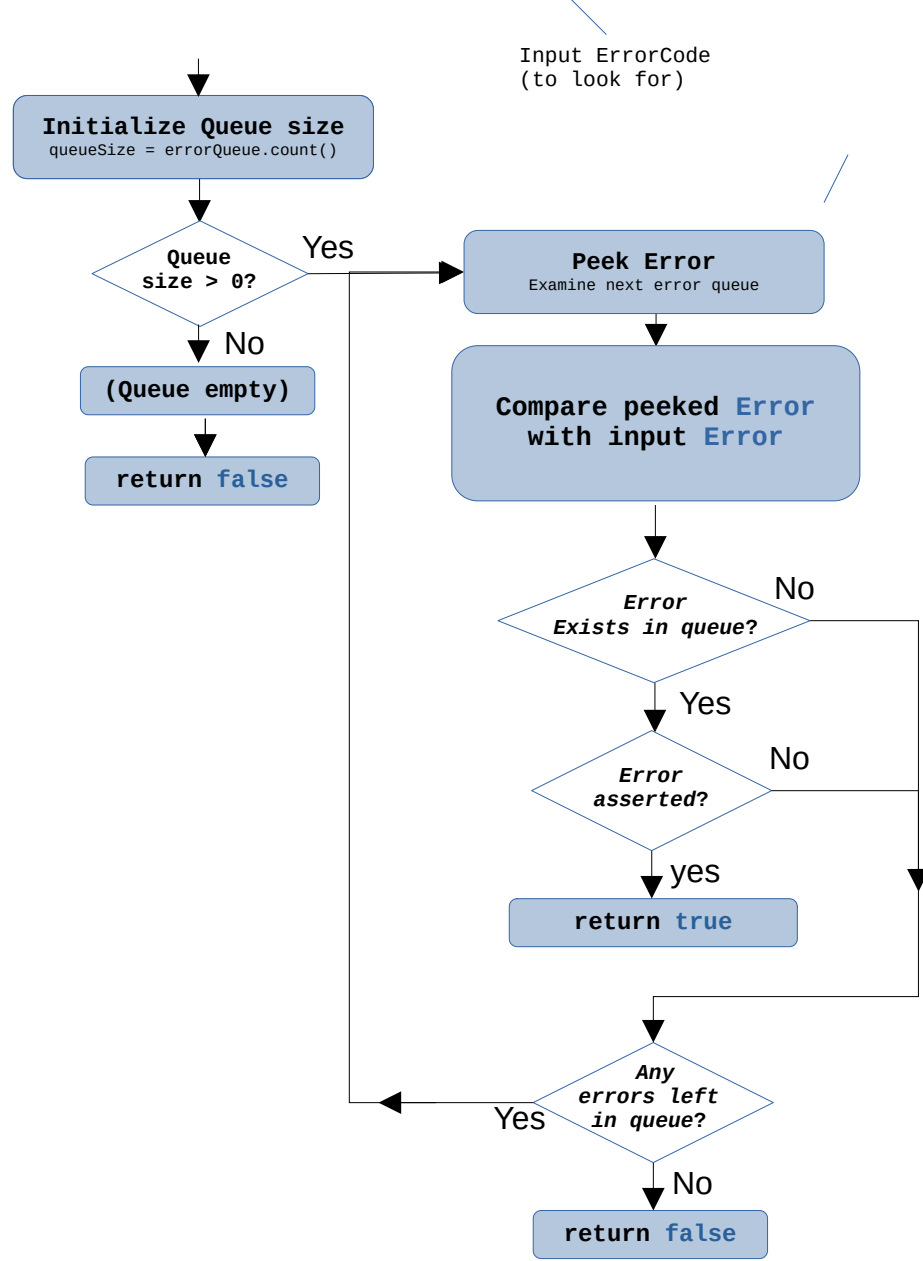 Input ErrorCode
(to look for)
Initialize Queue size
queueSize = errorQueue.count()
Queue
size > 0?
Yes
No
(Queue empty)
return false
Peek Error
Examine next error queue
Compare peeked Error
with input Error
Error
Exists in queue?
No
Yes
Error
asserted?
No
yes
return true
Any
errors left
in queue?
Yes
No
return false